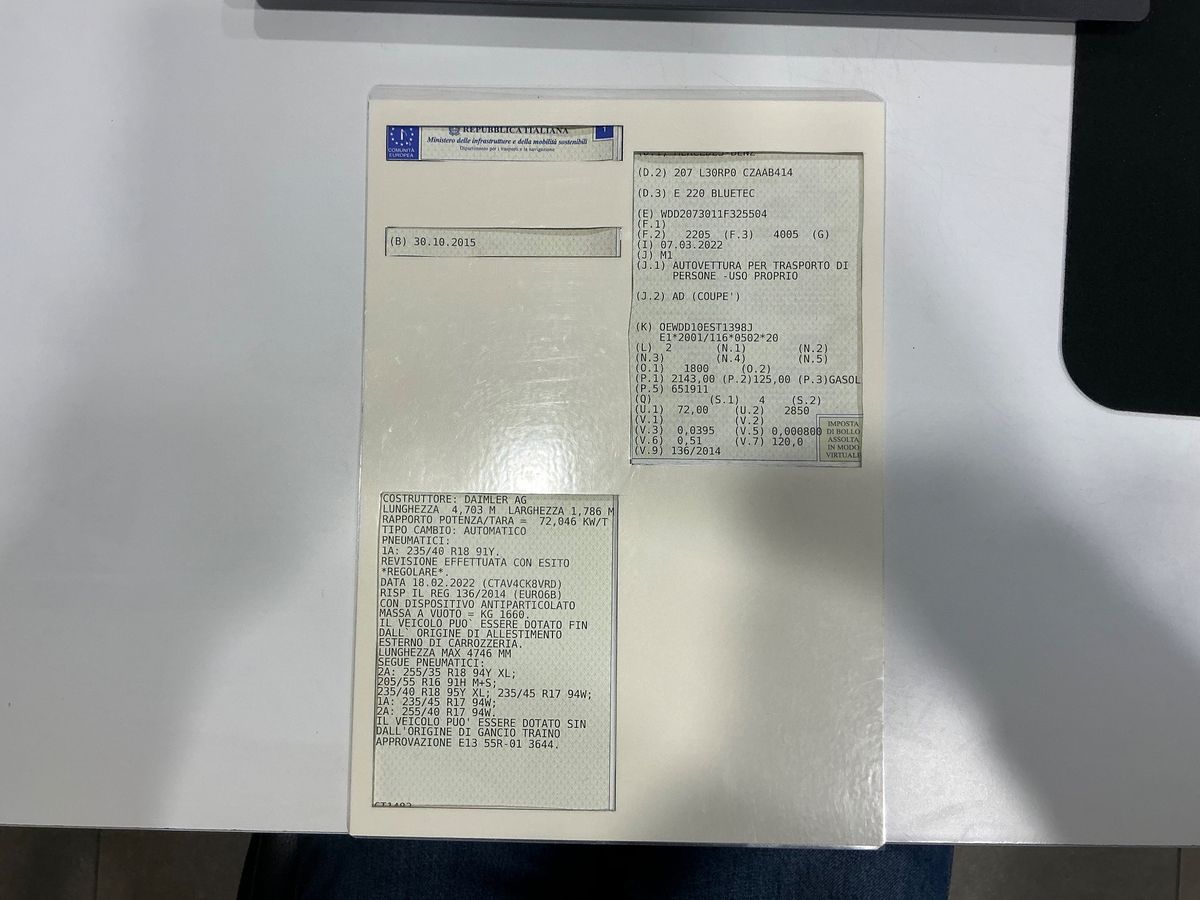 REPUBBLICA ITALIANA
1
Ministero delle infrastrutture e della mobilità sostenibili
Dipartimento per i trasporti e la navigazione
I
COMUNITÀ
EUROPEA
(B) 30.10.2015
(D.2) 207 L30RP0 CZAAB414
(D.3) E 220 BLUETEC
(E) WDD2073011F325504
(F.1)
(F.2) 2205 (F.3) 4005 (G)
(I) 07.03.2022
(J) M1
(J.1) AUTOVETTURA PER TRASPORTO DI
PERSONE -USO PROPRIO
(J.2) AD (COUPE')
(K) OEWDD10EST1398J
E1*2001/116*0502*20
(L) 2 (N.1) (N.2)
(N.3) (N.4) (N.5)
(O.1) 1800 (O.2)
(P.1) 2143,00 (P.2)125,00 (P.3)GASOL
(P.5) 651911
(Q) (S.1) 4 (S.2)
(U.1) 72,00 (U.2) 2850
(V.1) (V.2)
(V.3) 0,0395 (V.5) 0,000800
(V.6) 0,51 (V.7) 120,0
(V.9) 136/2014
IMPOSTA
DI BOLLO
ASSOLTA
IN MODO
VIRTUALE
COSTRUTTORE: DAIMLER AG
LUNGHEZZA 4,703 M LARGHEZZA 1,786 M
RAPPORTO POTENZA/TARA = 72,046 KW/T
TIPO CAMBIO: AUTOMATICO
PNEUMATICI:
1A: 235/40 R18 91Y.
REVISIONE EFFETTUATA CON ESITO
*REGOLARE*.
DATA 18.02.2022 (CTAV4CK8VRD)
RISP IL REG 136/2014 (EURO6B)
CON DISPOSITIVO ANTIPARTICOLATO
MASSA A VUOTO = KG 1660.
IL VEICOLO PUO` ESSERE DOTATO FIN
DALL` ORIGINE DI ALLESTIMENTO
ESTERNO DI CARROZZERIA.
LUNGHEZZA MAX 4746 MM
SEGUE PNEUMATICI:
2A: 255/35 R18 94Y XL;
205/55 R16 91H M+S;
235/40 R18 95Y XL; 235/45 R17 94W;
1A: 235/45 R17 94W;
2A: 255/40 R17 94W.
IL VEICOLO PUO' ESSERE DOTATO SIN
DALL'ORIGINE DI GANCIO TRAINO
APPROVAZIONE E13 55R-01 3644.